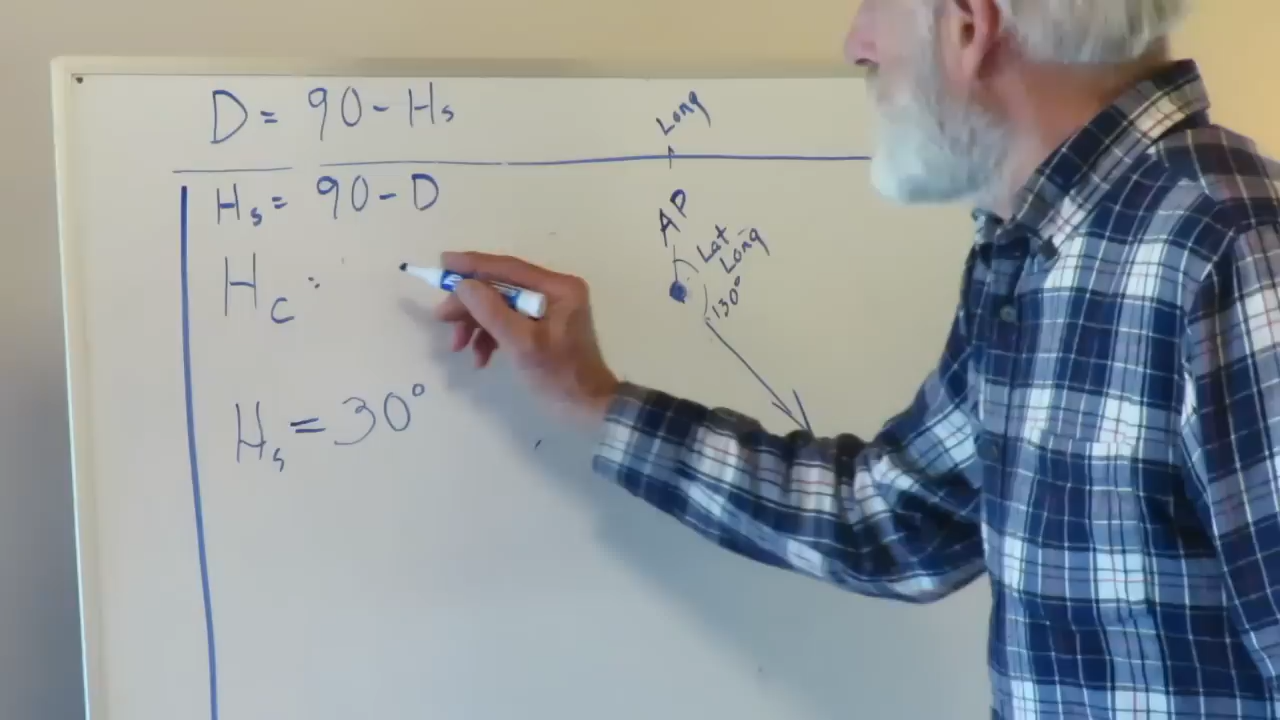 D = 90 - Hs
Hs = 90 - D
Hc =
Hs = 30°
Long
AP
Lat
Long
130°